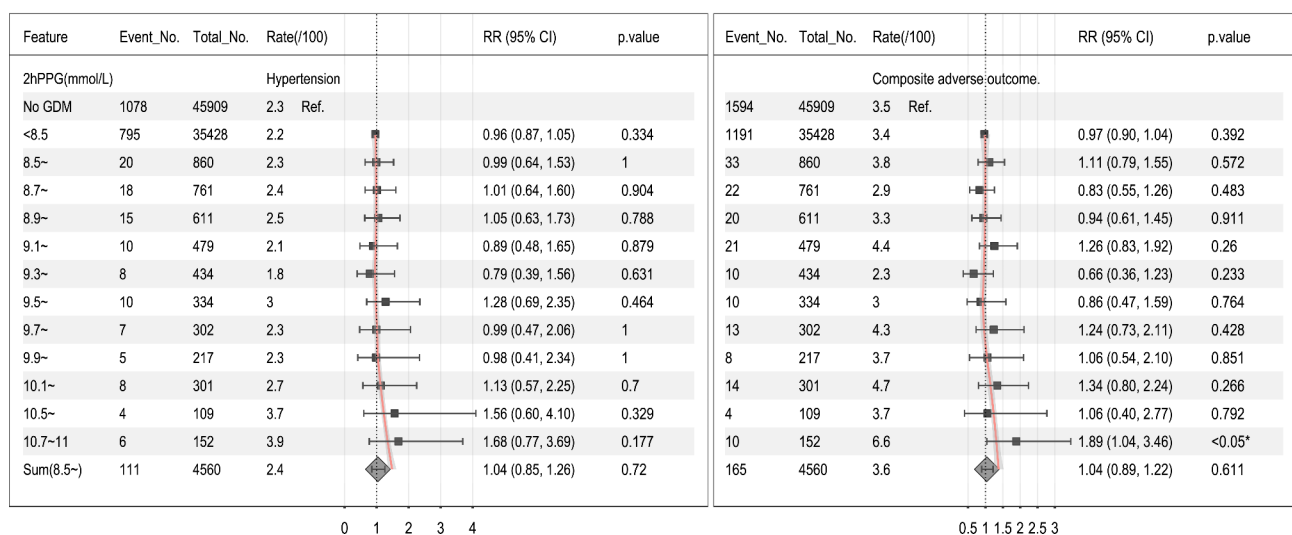 Feature Event_No. Total_No. Rate(/100) RR (95% CI) p.value Event_No. Total_No. Rate(/100) RR (95% CI) p.value
2hPPG(mmol/L) Hypertension Composite adverse outcome.
No GDM 1078 45909 2.3 Ref. 1594 45909 3.5 Ref.
<8.5 795 35428 2.2 0.96 (0.87, 1.05) 0.334 1191 35428 3.4 0.97 (0.90, 1.04) 0.392
8.5~ 20 860 2.3 0.99 (0.64, 1.53) 1 33 860 3.8 1.11 (0.79, 1.55) 0.572
8.7~ 18 761 2.4 1.01 (0.64, 1.60) 0.904 22 761 2.9 0.83 (0.55, 1.26) 0.483
8.9~ 15 611 2.5 1.05 (0.63, 1.73) 0.788 20 611 3.3 0.94 (0.61, 1.45) 0.911
9.1~ 10 479 2.1 0.89 (0.48, 1.65) 0.879 21 479 4.4 1.26 (0.83, 1.92) 0.26
9.3~ 8 434 1.8 0.79 (0.39, 1.56) 0.631 10 434 2.3 0.66 (0.36, 1.23) 0.233
9.5~ 10 334 3 1.28 (0.69, 2.35) 0.464 10 334 3 0.86 (0.47, 1.59) 0.764
9.7~ 7 302 2.3 0.99 (0.47, 2.06) 1 13 302 4.3 1.24 (0.73, 2.11) 0.428
9.9~ 5 217 2.3 0.98 (0.41, 2.34) 1 8 217 3.7 1.06 (0.54, 2.10) 0.851
10.1~ 8 301 2.7 1.13 (0.57, 2.25) 0.7 14 301 4.7 1.34 (0.80, 2.24) 0.266
10.5~ 4 109 3.7 1.56 (0.60, 4.10) 0.329 4 109 3.7 1.06 (0.40, 2.77) 0.792
10.7~11 6 152 3.9 1.68 (0.77, 3.69) 0.177 10 152 6.6 1.89 (1.04, 3.46) <0.05*
Sum(8.5~) 111 4560 2.4 1.04 (0.85, 1.26) 0.72 165 4560 3.6 1.04 (0.89, 1.22) 0.611
0 1 2 3 4 0.5 1 1.5 2 2.5 3